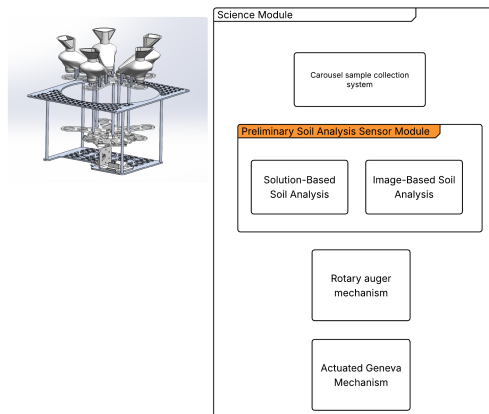 Science Module
Carousel sample collection
system
Preliminary Soil Analysis Sensor Module
Solution-Based
Soil Analysis
Image-Based Soil
Analysis
Rotary auger
mechanism
Actuated Geneva
Mechanism